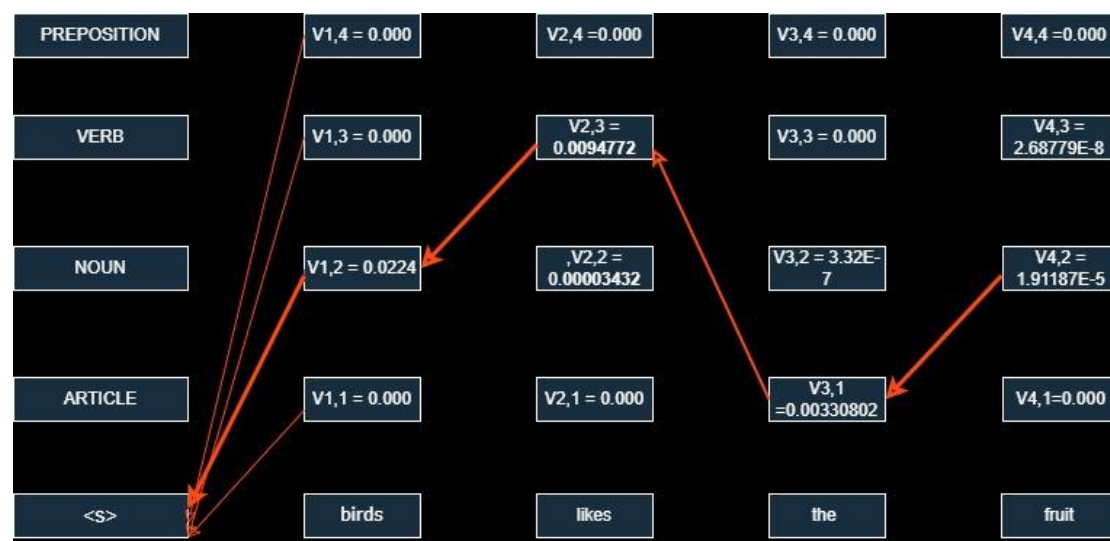 PREPOSITION
V1,4 = 0.000
V2,4 =0.000
V3,4 = 0.000
V4,4 =0.000
VERB
V1,3 = 0.000
V2,3 =
0.0094772
V3,3 = 0.000
V4,3 =
2.68779E-8
NOUN
V1,2 = 0.0224
,V2,2 =
0.00003432
V3,2 = 3.32E-
7
V4,2 =
1.91187E-5
ARTICLE
V1,1 = 0.000
V2,1 = 0.000
V3,1
=0.00330802
V4,1=0.000
<s>
birds
likes
the
fruit